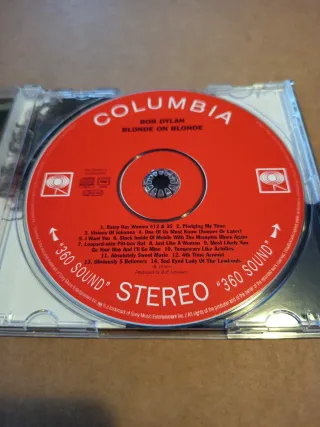 COLUMBIA
BOB DYLAN
BLONDE ON BLONDE
1. Rainy Day Women #12 & 35 2. Pledging My Time
3. Visions Of Johanna 4. One Of Us Must Know (Sooner Or Later)
5. I Want You 6. Stuck Inside Of Mobile With The Memphis Blues Again
7. Leopard-skin Pill-box Hat 8. Just Like A Woman 9. Most Likely You
Go Your Way And I'll Go Mine 10. Temporary Like Achilles
11. Absolutely Sweet Marie 12. 4th Time Around
13. Obviously 5 Believers 14. Sad Eyed Lady Of The Lowlands
"360 SOUND" STEREO "360 SOUND"